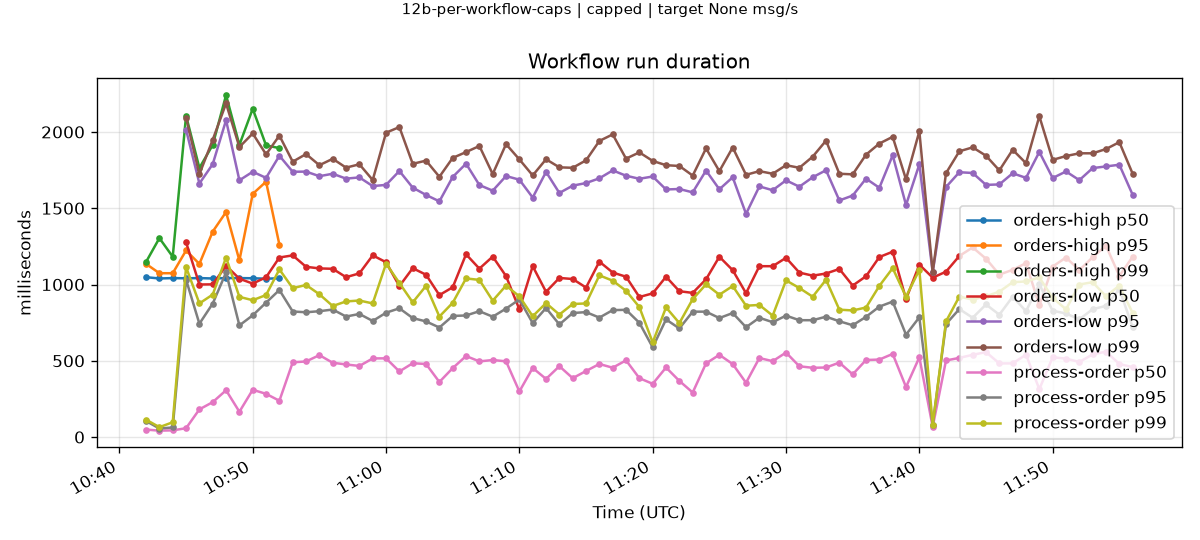 12b-per-workflow-caps | capped | target None msg/s
Workflow run duration
milliseconds
2000
1500
1000
500
0
orders-high p50
orders-high p95
orders-high p99
orders-low p50
orders-low p95
orders-low p99
process-order p50
process-order p95
process-order p99
10:40
10:50
11:00
11:10
11:20
11:30
11:40
11:50
Time (UTC)